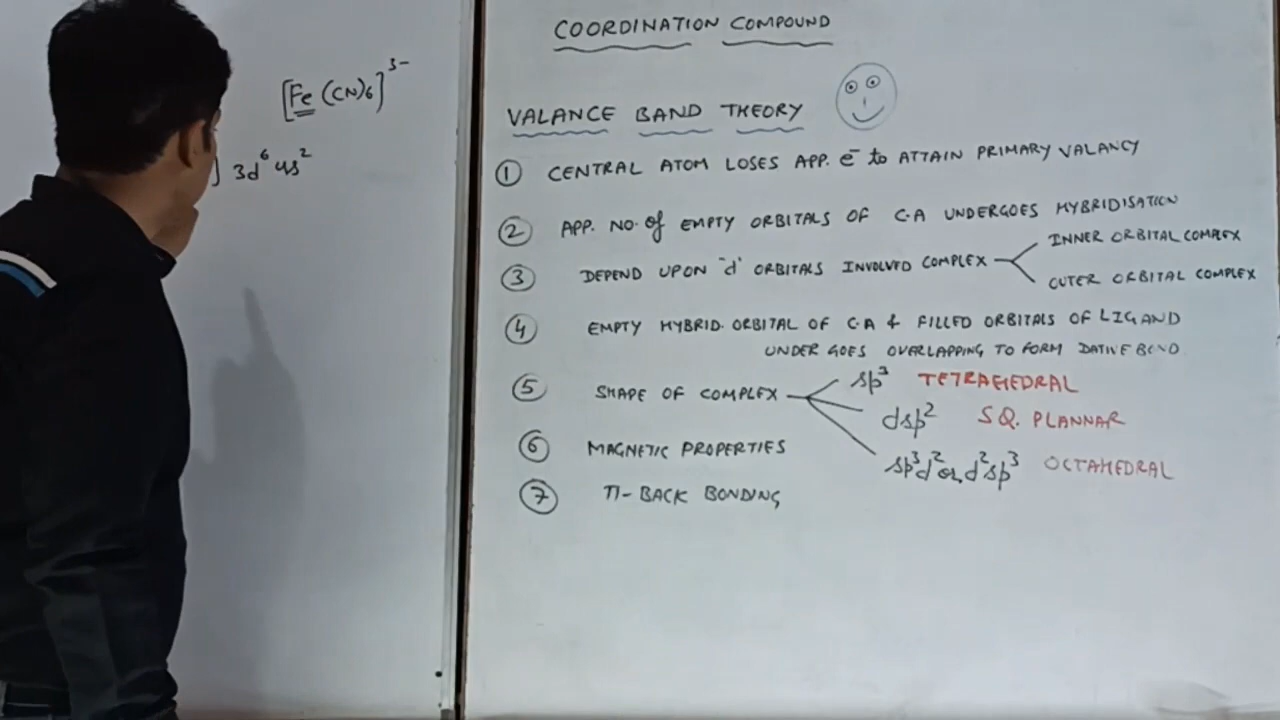 [Fe(CN)6]3-
] 3d6 4s2
COORDINATION COMPOUND
VALANCE BAND THEORY
① CENTRAL ATOM LOSES APP. e- to ATTAIN PRIMARY VALANCY
② APP. NO. of EMPTY ORBITALS OF C.A UNDERGOES HYBRIDISATION
③ DEPEND UPON "d" ORBITALS INVOLVED COMPLEX
INNER ORBITAL COMPLEX
OUTER ORBITAL COMPLEX
④ EMPTY HYBRID. ORBITAL OF C.A & FILLED ORBITALS OF LIGAND
UNDER GOES OVERLAPPING TO FORM DATIVE BOND
⑤ SHAPE OF COMPLEX
sp3 TETRAHEDRAL
dsp2 SQ. PLANNAR
sp3d2 or d2sp3 OCTAHEDRAL
⑥ MAGNETIC PROPERTIES
⑦ π-BACK BONDING